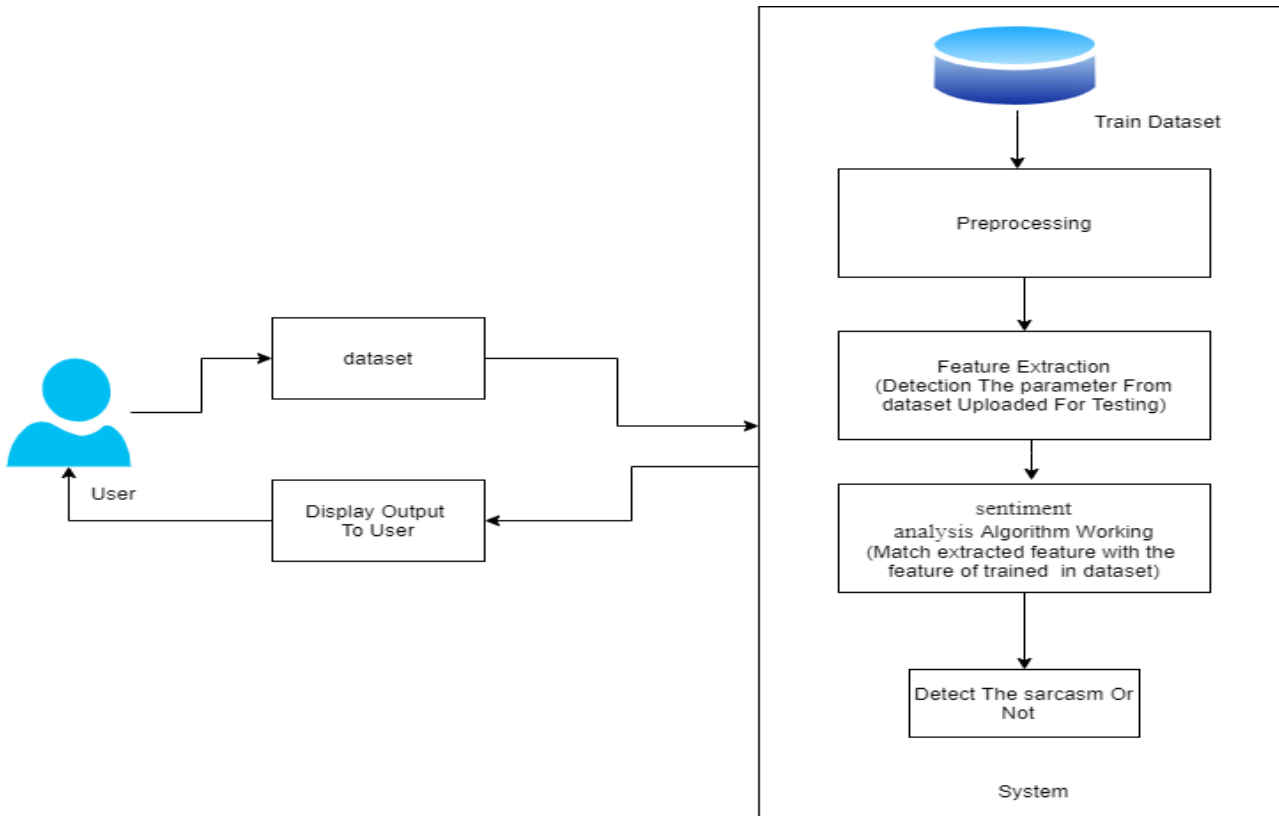 Train Dataset
Preprocessing
Feature Extraction
(Detection The parameter From
dataset Uploaded For Testing)
sentiment
analysis Algorithm Working
(Match extracted feature with the
feature of trained in dataset)
Detect The sarcasm Or
Not
System
dataset
User
Display Output
To User